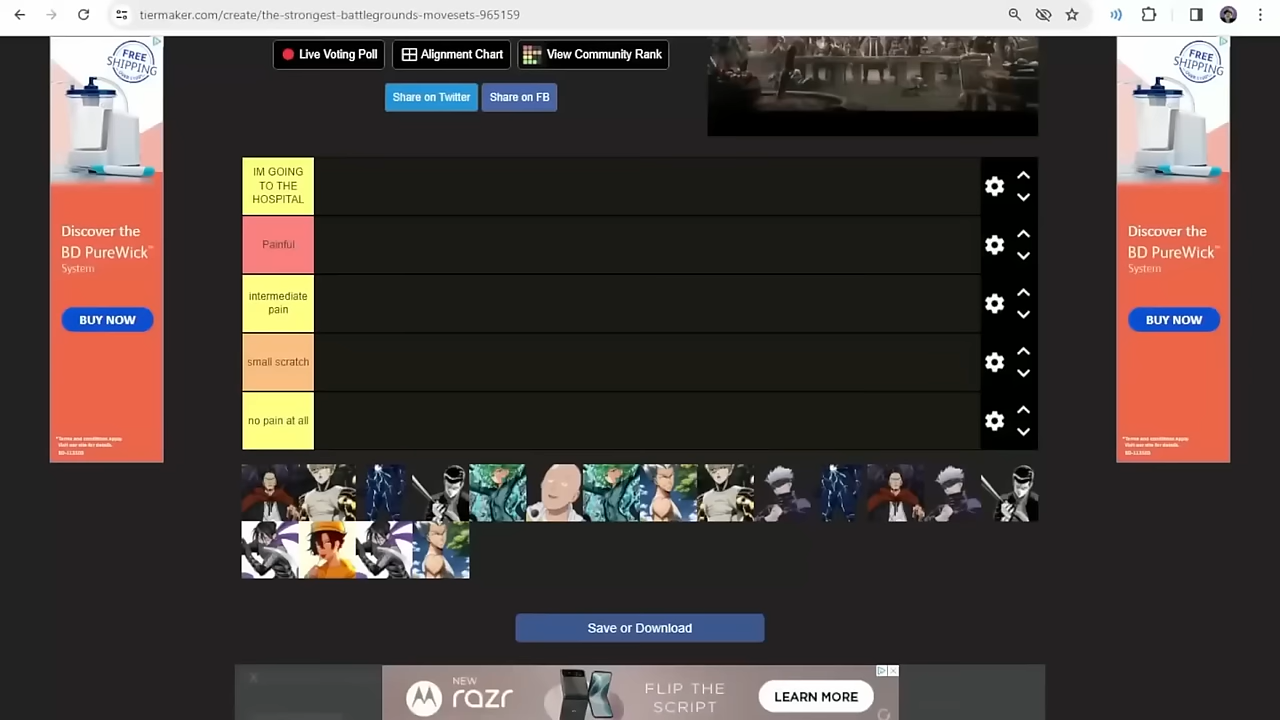 tiermaker.com/create/the-strongest-battlegrounds-movesets-965159
Live Voting Poll
Alignment Chart
View Community Rank
Share on Twitter
Share on FB
FREE
SHIPPING
Discover the
BD PureWick™
System
BUY NOW
FREE
SHIPPING
Discover the
BD PureWick™
System
BUY NOW
IM GOING
TO THE
HOSPITAL
Painful
intermediate
pain
small scratch
no pain at all
Save or Download
NEW
razr
FLIP THE
SCRIPT
LEARN MORE